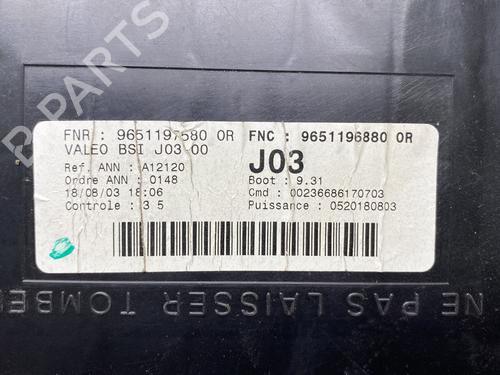 B-PARTS
FNR : 9651197580 OR FNC : 9651196880 OR
VALEO BSI J03 00 J03
Ref. ANN : A12120 Boot : 9.31
Ordre ANN : 0148 Cmd : 00236686170703
18/08/03 18:06 Puissance : 0520180803
Controle : 3 5
NE PAS LAISSER TOMBE